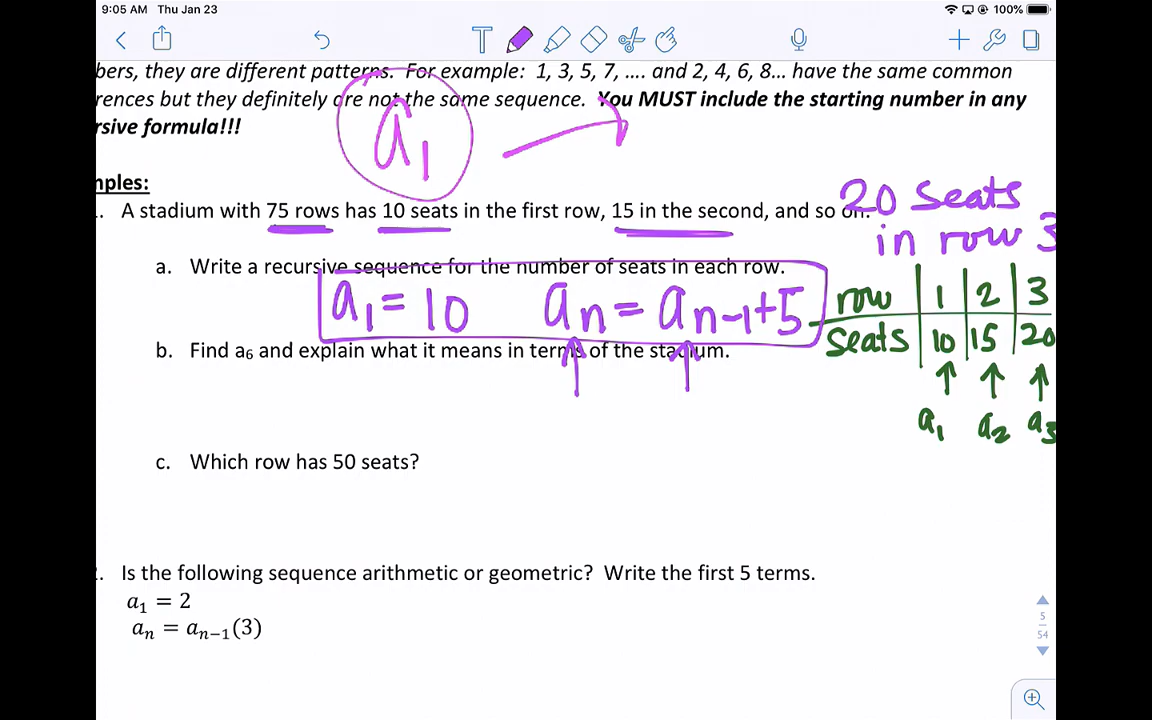 9:05 AM Thu Jan 23 100%
bers, they are different patterns. For example: 1, 3, 5, 7, .... and 2, 4, 6, 8... have the same common
rences but they definitely are not the same sequence. You MUST include the starting number in any
rsive formula!!!
a1
nples:
. A stadium with 75 rows has 10 seats in the first row, 15 in the second, and so on.
20 seats
in row 3
a. Write a recursive sequence for the number of seats in each row.
a1 = 10 an = an-1+5
row 1 2 3
seats 10 15 20
a1 a2 a3
b. Find a6 and explain what it means in terms of the stadium.
c. Which row has 50 seats?
. Is the following sequence arithmetic or geometric? Write the first 5 terms.
a1 = 2
an = an−1(3)
5
54